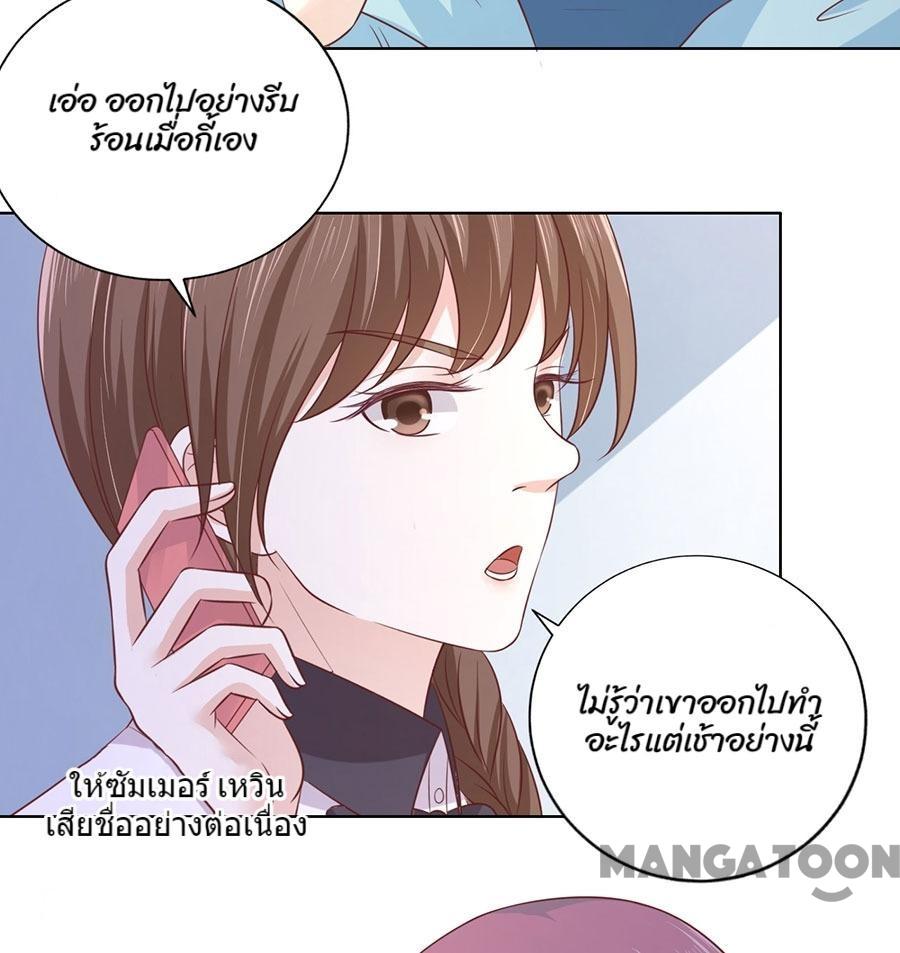 เอ่อ ออกไปอย่างรีบ
ร้อนเมื่อกี้เอง
ไม่รู้ว่าเขาออกไปทำ
อะไรแต่เช้าอย่างนี้
ให้ซัมเมอร์ เหวิน
เสียชื่ออย่างต่อเนื่อง
MANGATOON